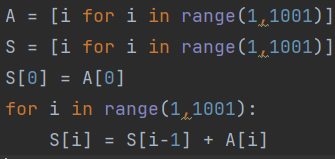 A = [i for i in range(1,1001)]
S = [i for i in range(1,1001)]
S[0] = A[0]
for i in range(1,1001):
    S[i] = S[i-1] + A[i]